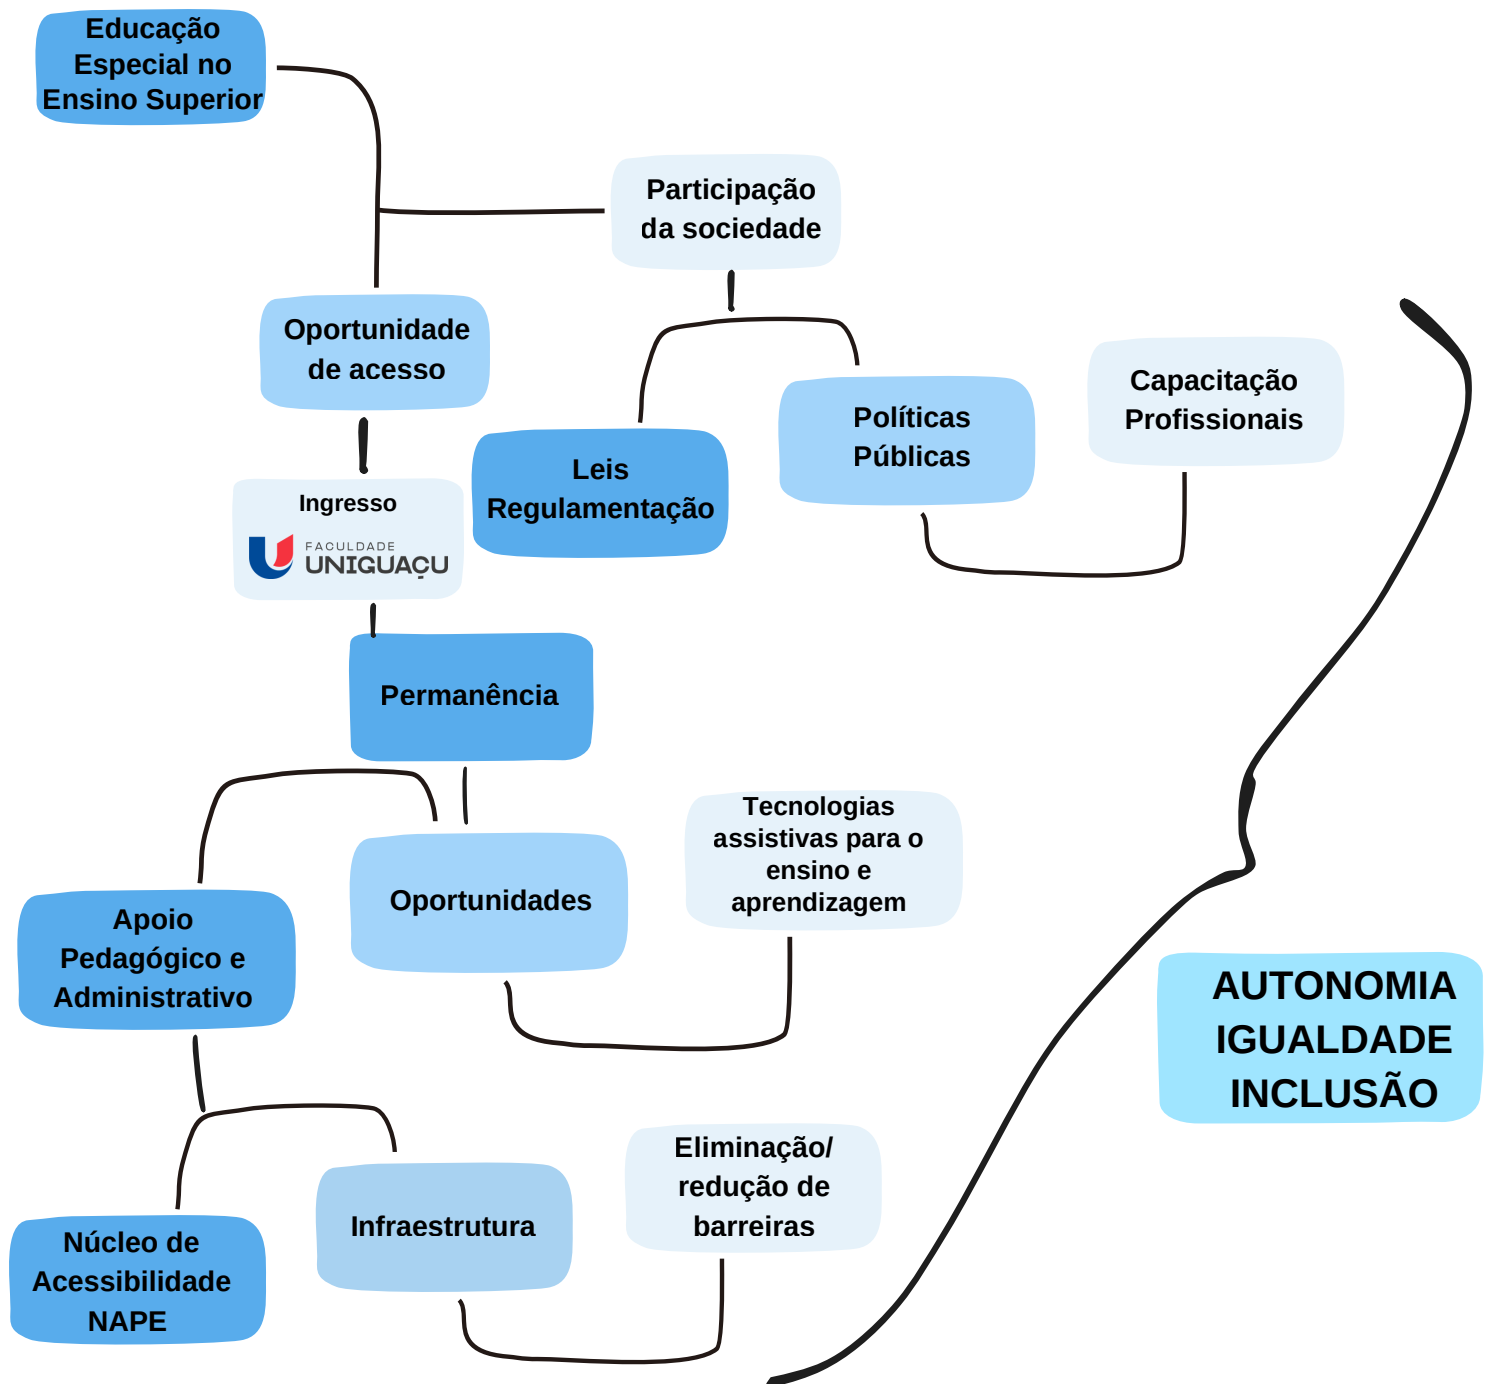 Educação
Especial no
Ensino Superior
Participação
da sociedade
Oportunidade
de acesso
Leis
Regulamentação
Políticas
Públicas
Capacitação
Profissionais
Ingresso
FACULDADE
UNIGUAÇU
Permanência
Oportunidades
Tecnologias
assistivas para o
ensino e
aprendizagem
Apoio
Pedagógico e
Administrativo
Núcleo de
Acessibilidade
NAPE
Infraestrutura
Eliminação/
redução de
barreiras
AUTONOMIA
IGUALDADE
INCLUSÃO